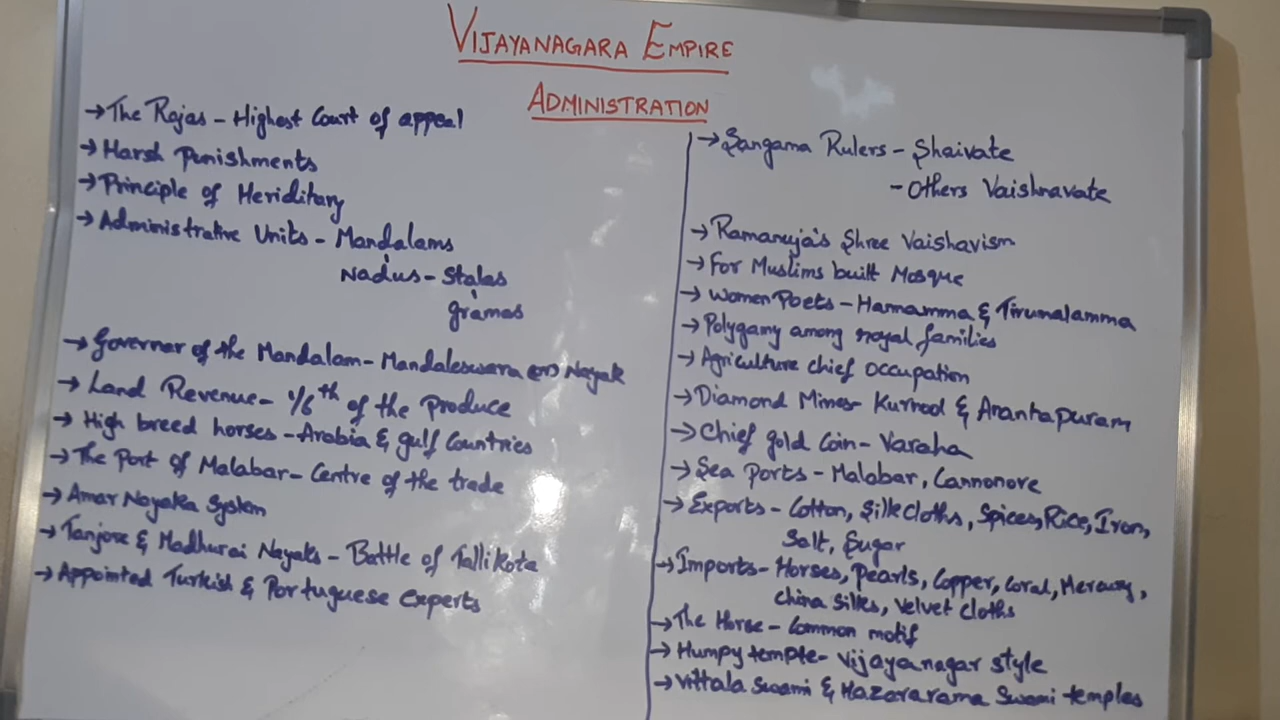 VIJAYANAGARA EMPIRE
ADMINISTRATION
→ The Rajas - Highest Court of appeal
→ Harsh Punishments
→ Principle of Heriditary
→ Administrative Units - Mandalams
Nadus - Stalas
gramas
→ Governer of the Mandalam - Mandaleswara (or) Nayak
→ Land Revenue - 1/6th of the Produce
→ High breed horses - Arabia & gulf Countries
→ The Port of Malabar - Centre of the trade
→ Amar Nayaka System
→ Tanjore & Madhurai Nayaks - Battle of Tallikota
→ Appointed Turkish & Portuguese experts
→ Sangama Rulers - Shaivate
- Others Vaishnavate
→ Ramanuja's Shree Vaishavism
→ For Muslims built Mosque
→ Women Poets - Hannamma & Tirumalamma
→ Polygamy among royal families
→ Agriculture chief occupation
→ Diamond Mines - Kurnool & Ananthapuram
→ Chief gold Coin - Varaha
→ Sea Ports - Malabar, Cannonore
→ Exports - Cotton, Silk Cloths, Spices, Rice, Iron,
Salt, Sugar
→ Imports - Horses, Pearls, Copper, Coral, Mercury,
China Silks, Velvet Cloths
→ The Horse - Common motif
→ Humpy temple - Vijayanagar style
→ Vittala Swami & Hazararama Swami temples